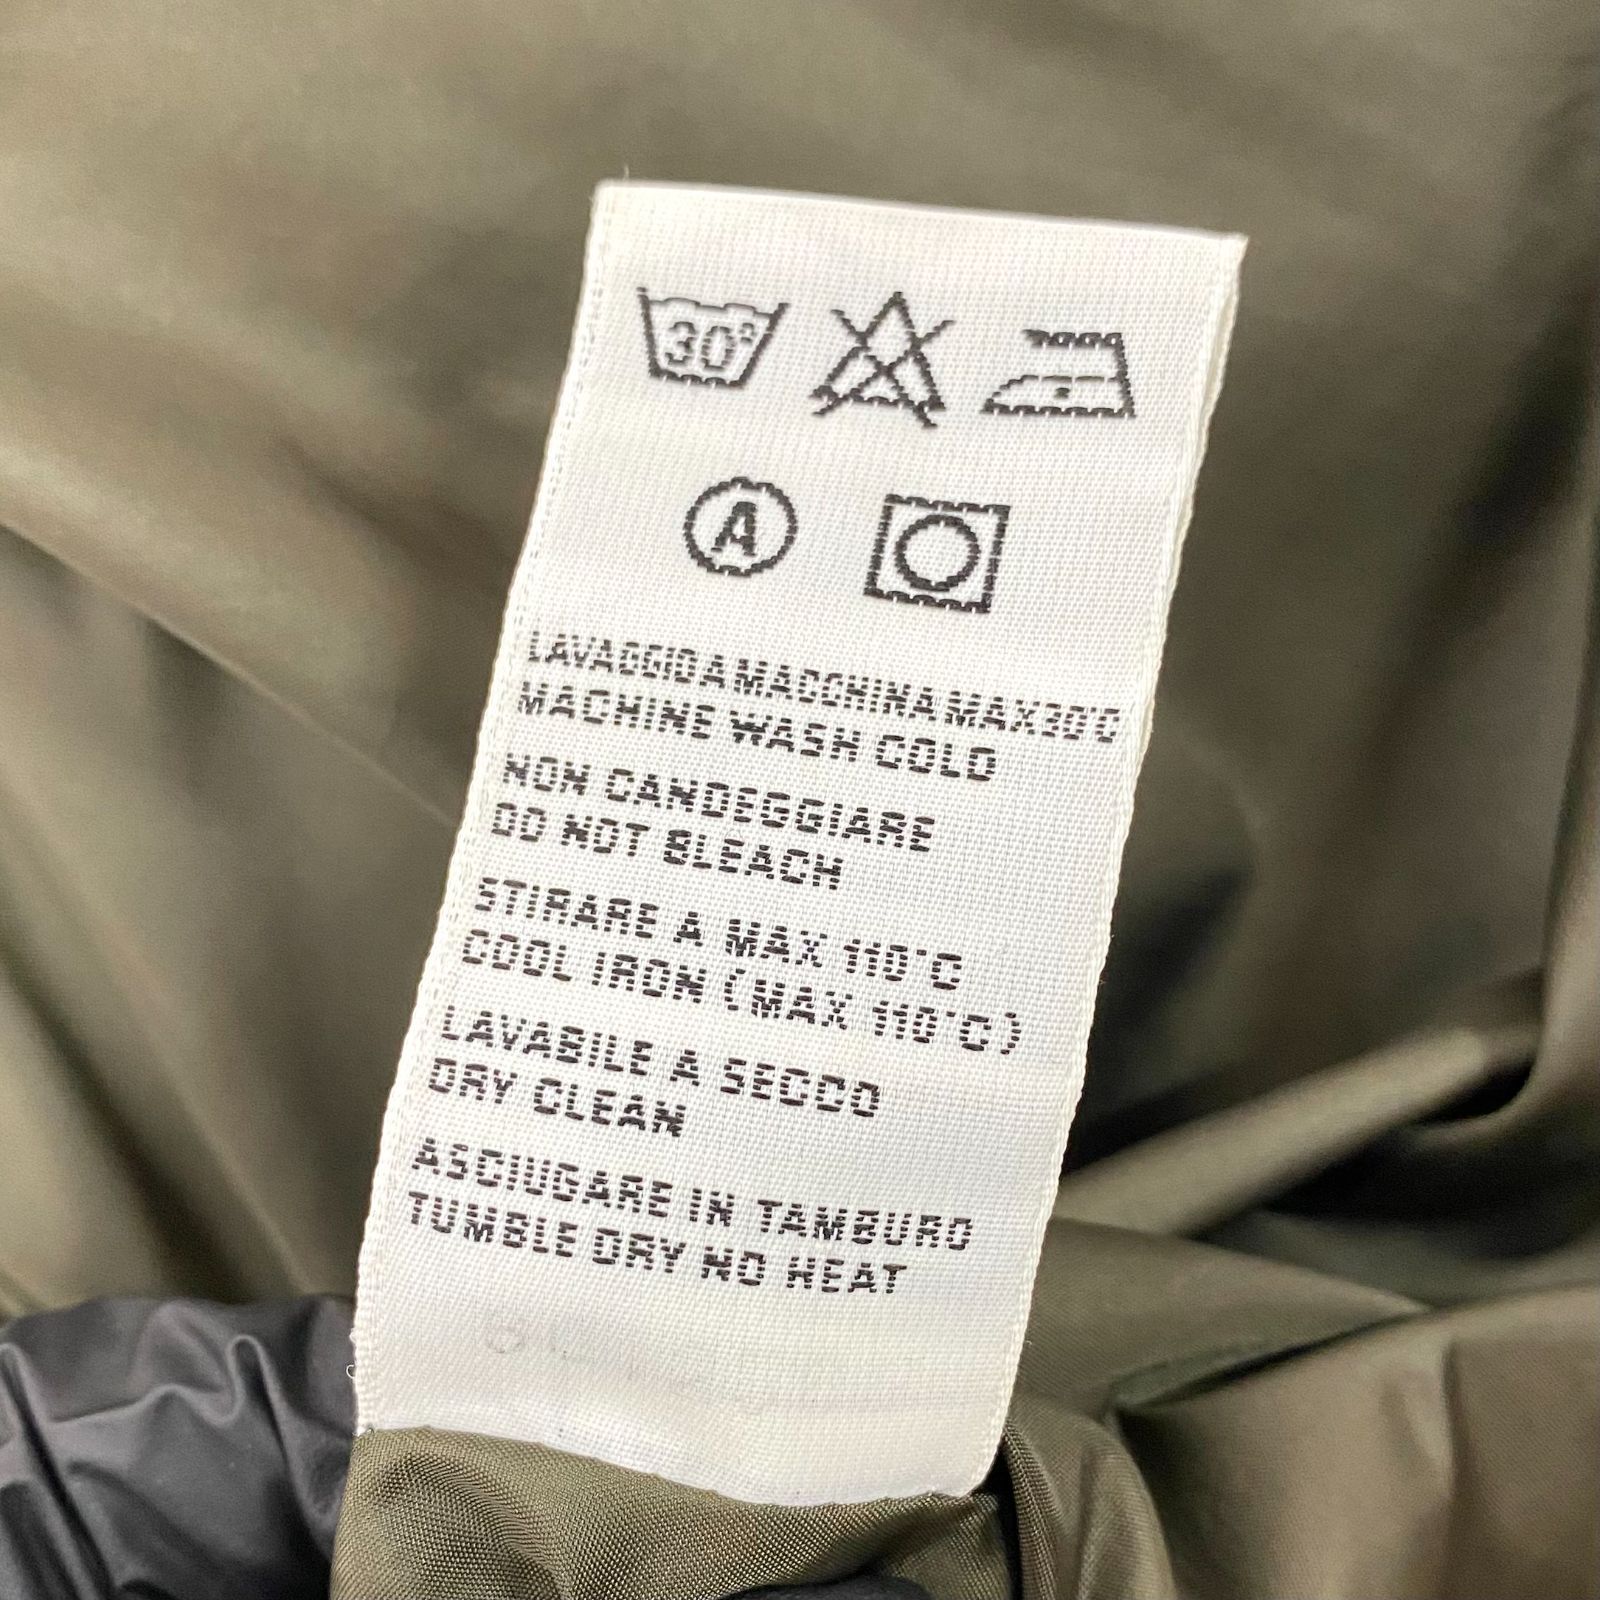 30°
A
LAVAGGIO A MACCHINA MAX 30°C
MACHINE WASH COLD
NON CANDEGGIARE
DO NOT BLEACH
STIRARE A MAX 110°C
COOL IRON (MAX 110°C)
LAVABILE A SECCO
DRY CLEAN
ASCIUGARE IN TAMBURO
TUMBLE DRY NO HEAT